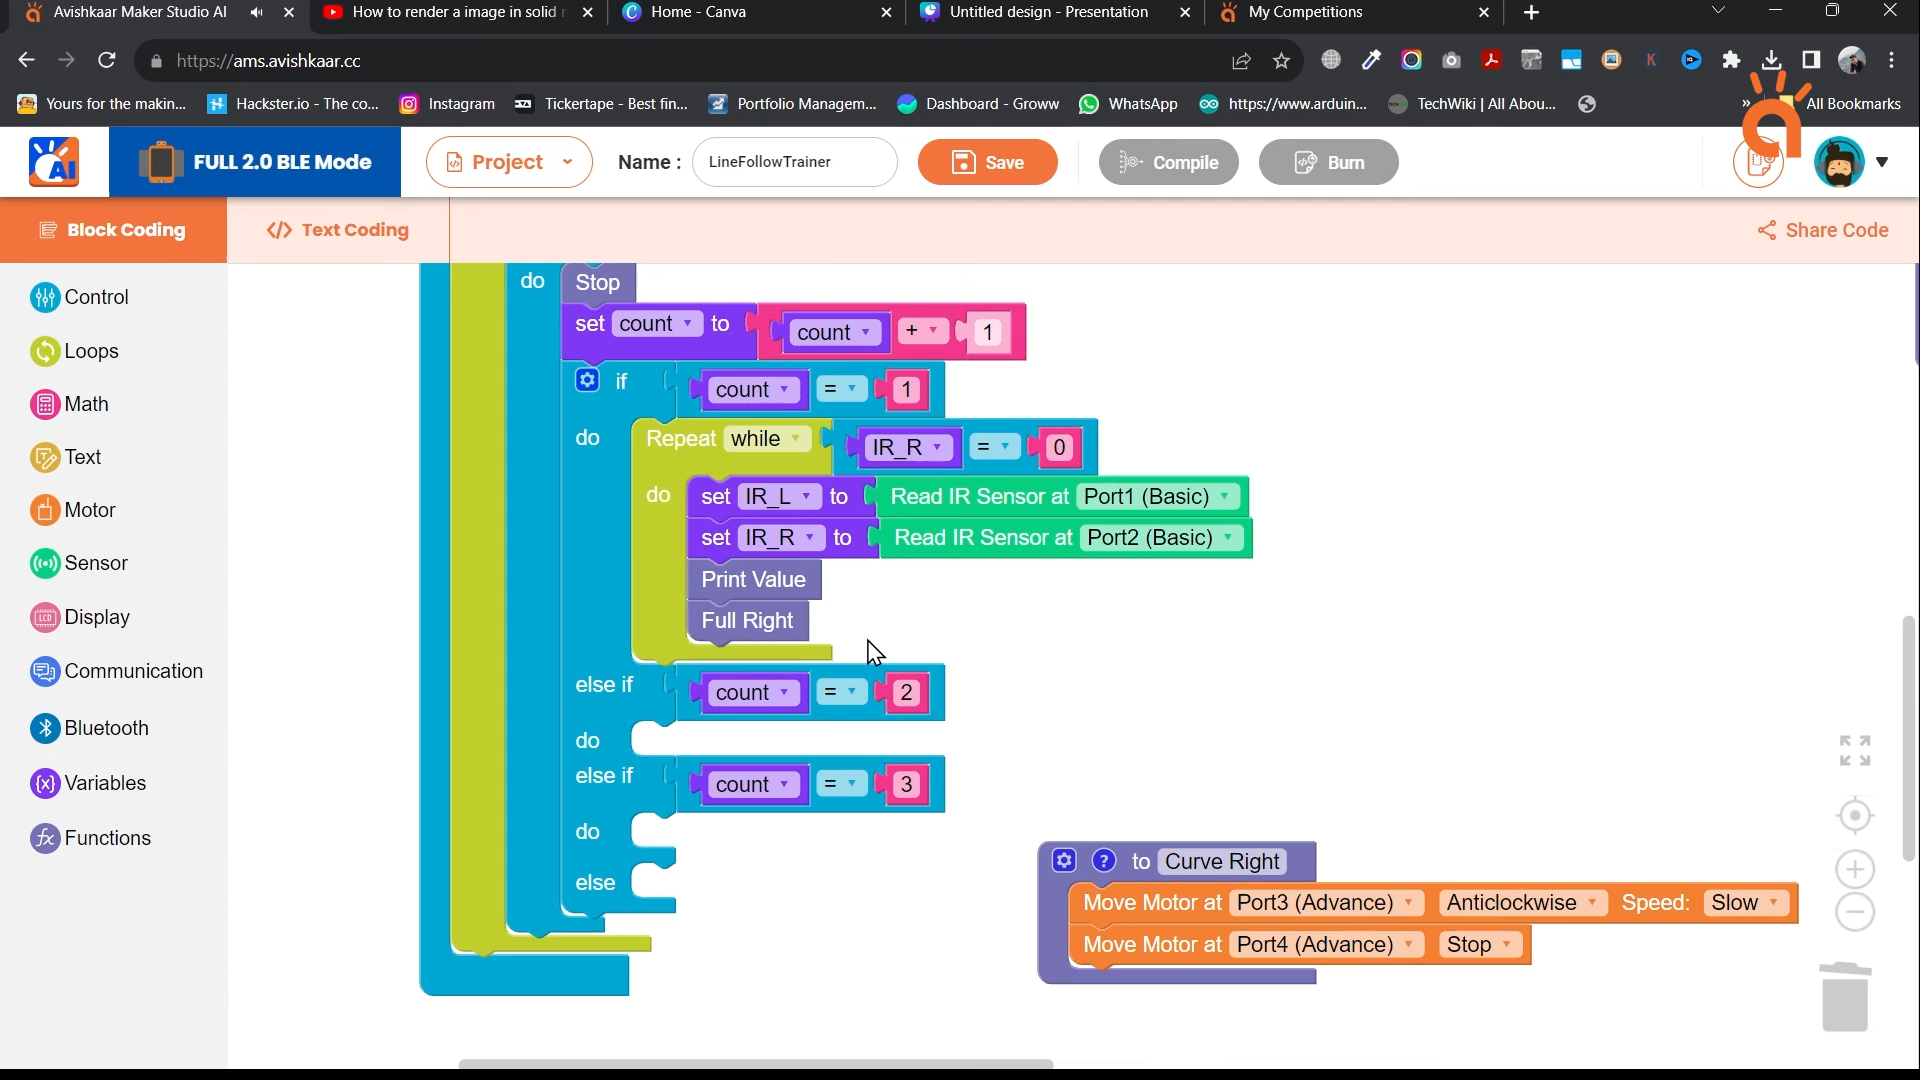 Avishkaar Maker Studio AI
How to render a image in solid
Home - Canva
Untitled design - Presentation
My Competitions
https://ams.avishkaar.cc
Yours for the makin...
Hackster.io - The co...
Instagram
Tickertape - Best fin...
Portfolio Managem...
Dashboard - Groww
WhatsApp
https://www.arduin...
TechWiki | All Abou...
»
All Bookmarks
AI
FULL 2.0 BLE Mode
Project
Name :
LineFollowTrainer
Save
Compile
Burn
Block Coding
</> Text Coding
Share Code
Control
Loops
Math
Text
Motor
Sensor
Display
Communication
Bluetooth
Variables
Functions
do Stop
set count to count + 1
if count = 1
do Repeat while IR_R = 0
do set IR_L to Read IR Sensor at Port1 (Basic)
set IR_R to Read IR Sensor at Port2 (Basic)
Print Value
Full Right
else if count = 2
do
else if count = 3
do
else
? to Curve Right
Move Motor at Port3 (Advance) Anticlockwise Speed: Slow
Move Motor at Port4 (Advance) Stop